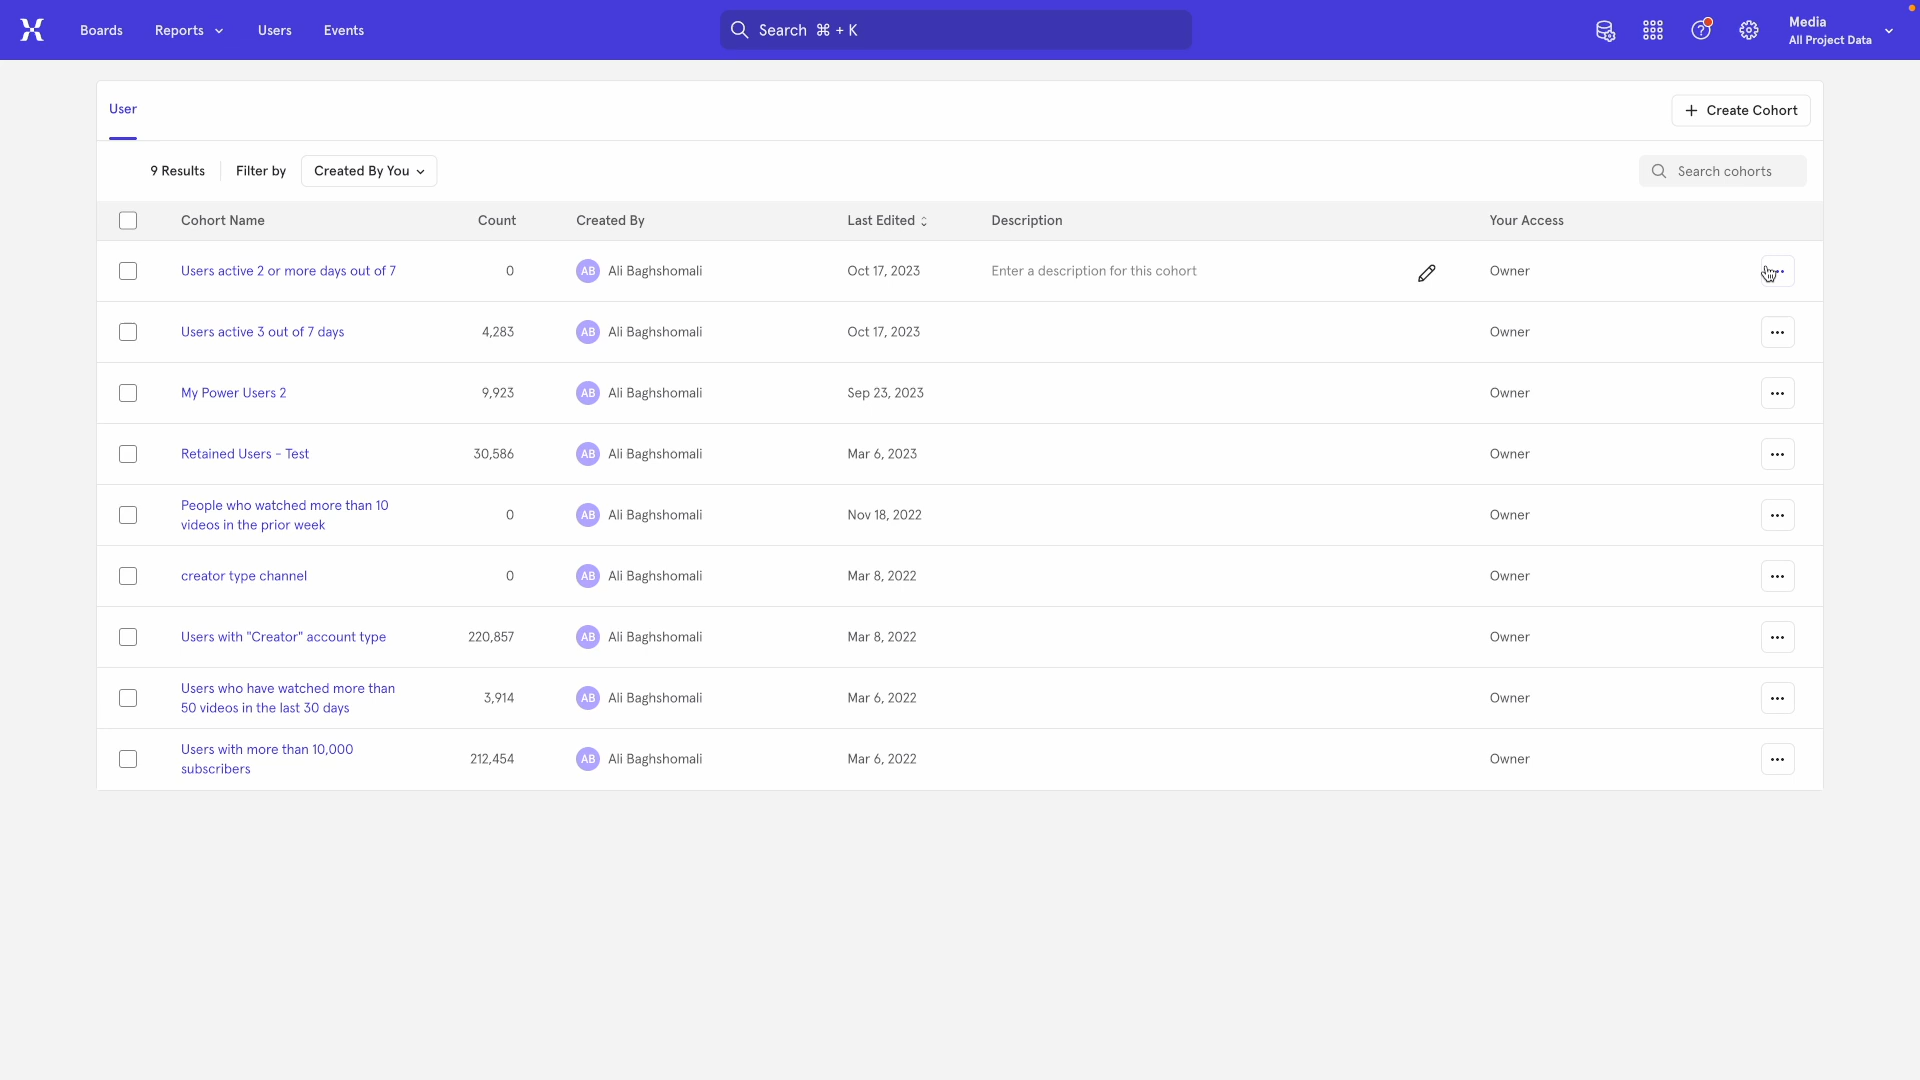 Boards
Reports
Users
Events
Search ⌘ + K
Media
All Project Data
User
+ Create Cohort
9 Results
Filter by
Created By You
Search cohorts
Cohort Name
Count
Created By
Last Edited
Description
Your Access
Users active 2 or more days out of 7
0
AB
Ali Baghshomali
Oct 17, 2023
Enter a description for this cohort
Owner
Users active 3 out of 7 days
4,283
AB
Ali Baghshomali
Oct 17, 2023
Owner
My Power Users 2
9,923
AB
Ali Baghshomali
Sep 23, 2023
Owner
Retained Users - Test
30,586
AB
Ali Baghshomali
Mar 6, 2023
Owner
People who watched more than 10
videos in the prior week
0
AB
Ali Baghshomali
Nov 18, 2022
Owner
creator type channel
0
AB
Ali Baghshomali
Mar 8, 2022
Owner
Users with "Creator" account type
220,857
AB
Ali Baghshomali
Mar 8, 2022
Owner
Users who have watched more than
50 videos in the last 30 days
3,914
AB
Ali Baghshomali
Mar 6, 2022
Owner
Users with more than 10,000
subscribers
212,454
AB
Ali Baghshomali
Mar 6, 2022
Owner